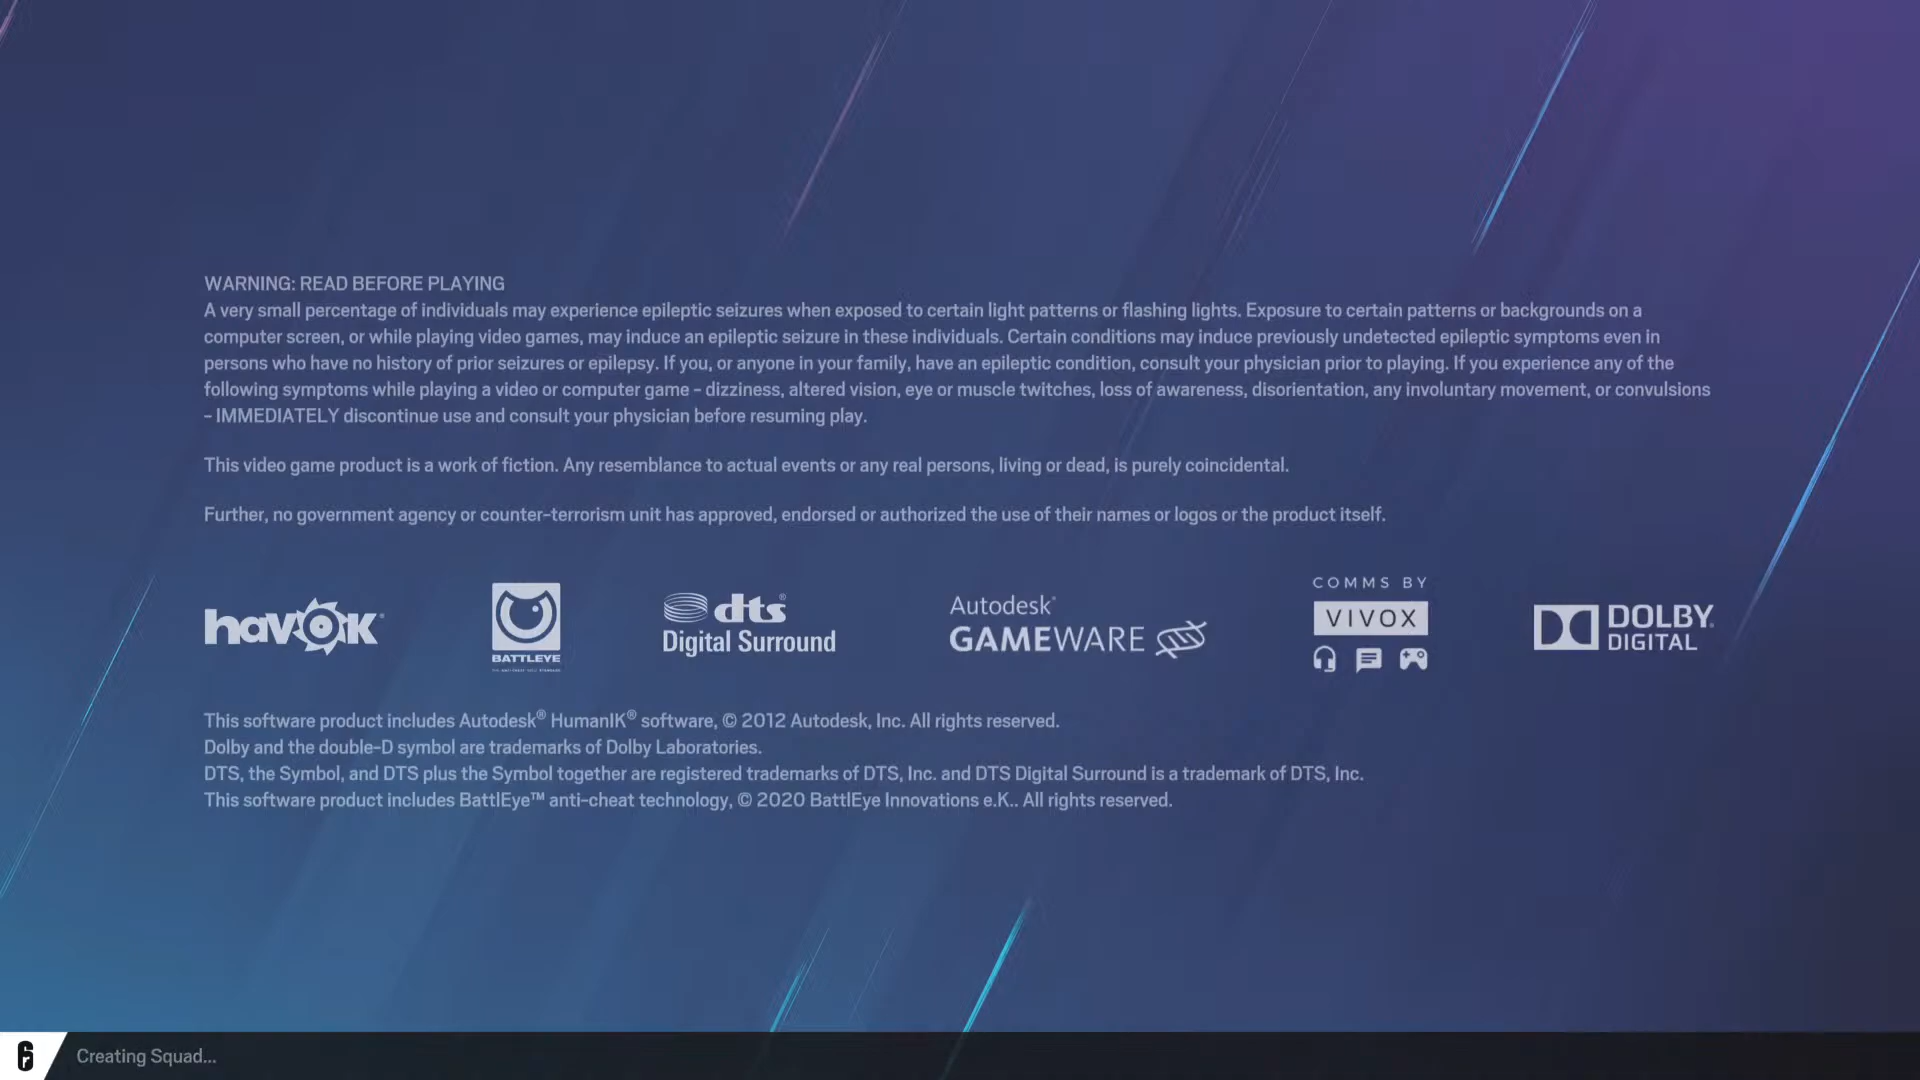 WARNING: READ BEFORE PLAYING
A very small percentage of individuals may experience epileptic seizures when exposed to certain light patterns or flashing lights. Exposure to certain patterns or backgrounds on a
computer screen, or while playing video games, may induce an epileptic seizure in these individuals. Certain conditions may induce previously undetected epileptic symptoms even in
persons who have no history of prior seizures or epilepsy. If you, or anyone in your family, have an epileptic condition, consult your physician prior to playing. If you experience any of the
following symptoms while playing a video or computer game - dizziness, altered vision, eye or muscle twitches, loss of awareness, disorientation, any involuntary movement, or convulsions
- IMMEDIATELY discontinue use and consult your physician before resuming play.
This video game product is a work of fiction. Any resemblance to actual events or any real persons, living or dead, is purely coincidental.
Further, no government agency or counter-terrorism unit has approved, endorsed or authorized the use of their names or logos or the product itself.
havok
BATTLEYE
dts®
Digital Surround
Autodesk®
GAMEWARE
COMMS BY
VIVOX
DOLBY®
DIGITAL
This software product includes Autodesk® HumanIK® software, © 2012 Autodesk, Inc. All rights reserved.
Dolby and the double-D symbol are trademarks of Dolby Laboratories.
DTS, the Symbol, and DTS plus the Symbol together are registered trademarks of DTS, Inc. and DTS Digital Surround is a trademark of DTS, Inc.
This software product includes BattlEye™ anti-cheat technology, © 2020 BattlEye Innovations e.K.. All rights reserved.
6
Creating Squad...